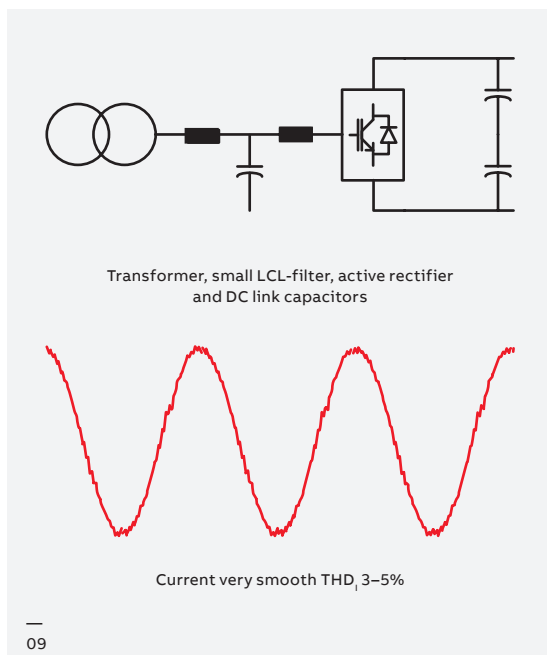 Transformer, small LCL-filter, active rectifier
and DC link capacitors
Current very smooth THDI 3–5%
—
09